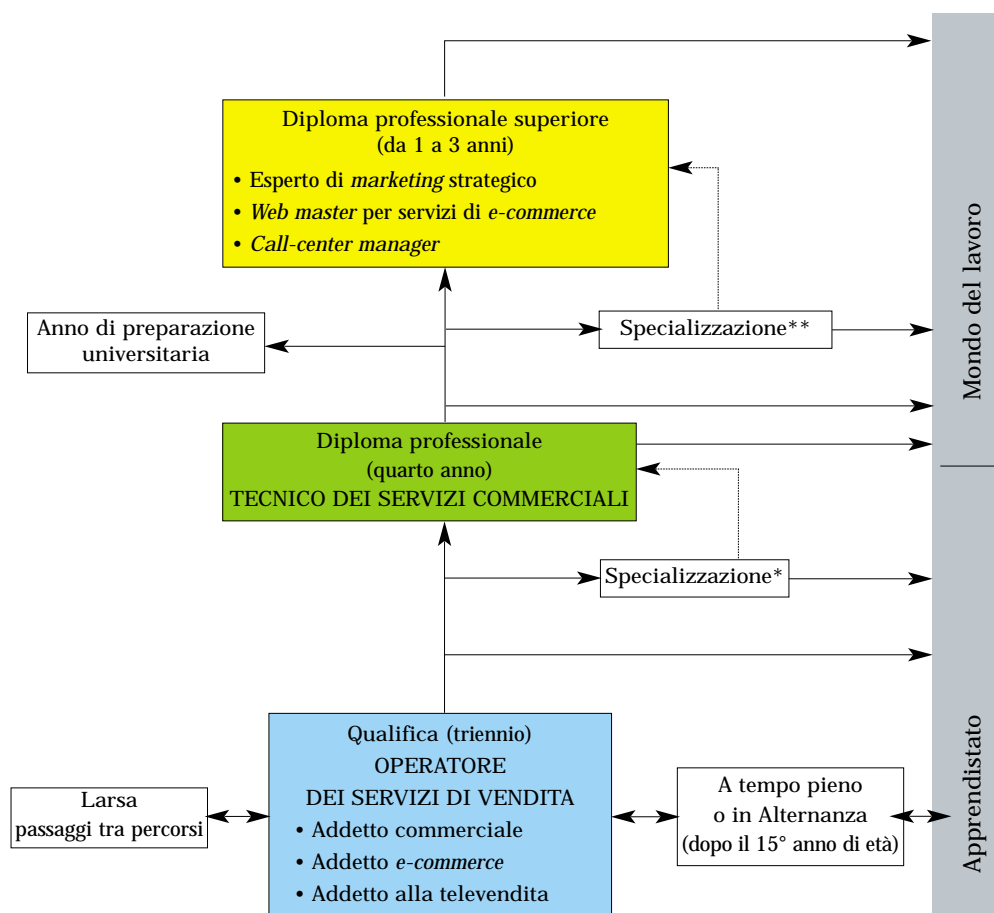 Diploma professionale superiore
(da 1 a 3 anni)
• Esperto di marketing strategico
• Web master per servizi di e-commerce
• Call-center manager
Anno di preparazione
universitaria
Specializzazione**
Mondo del lavoro
Diploma professionale
(quarto anno)
TECNICO DEI SERVIZI COMMERCIALI
Specializzazione*
Qualifica (triennio)
OPERATORE
DEI SERVIZI DI VENDITA
• Addetto commerciale
• Addetto e-commerce
• Addetto alla televendita
Larsa
passaggi tra percorsi
A tempo pieno
o in Alternanza
(dopo il 15° anno di età)
Apprendistato